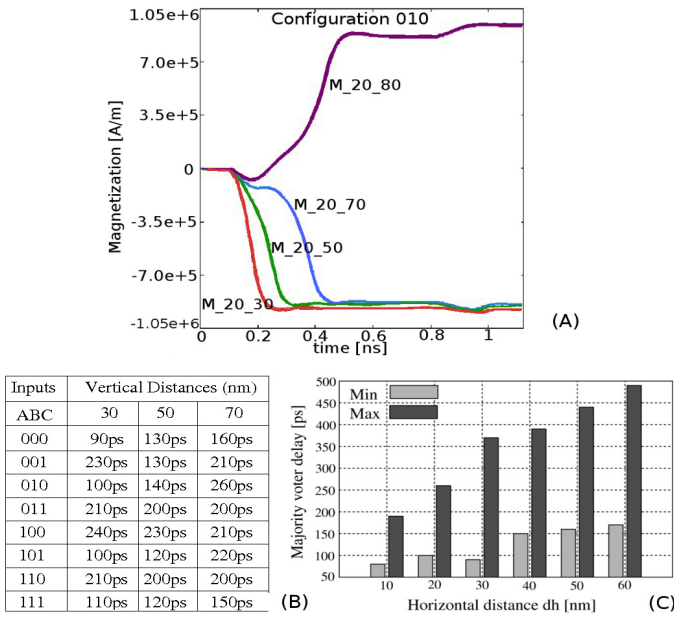 Configuration 010
1.05e+6
7.0e+5
3.5e+5
0
-3.5e+5
-7.0e+5
-1.05e+6
Magnetization [A/m]
M_20_80
M_20_70
M_20_50
M_20_30
0 0.2 0.4 0.6 0.8 1
time [ns]
(A)
Inputs Vertical Distances (nm)
ABC 30 50 70
000 90ps 130ps 160ps
001 230ps 130ps 210ps
010 100ps 140ps 260ps
011 210ps 200ps 200ps
100 240ps 230ps 210ps
101 100ps 120ps 220ps
110 210ps 200ps 200ps
111 110ps 120ps 150ps
(B)
Majority voter delay [ps]
500
450
400
350
300
250
200
150
100
50
Min
Max
10 20 30 40 50 60
Horizontal distance dh [nm]
(C)